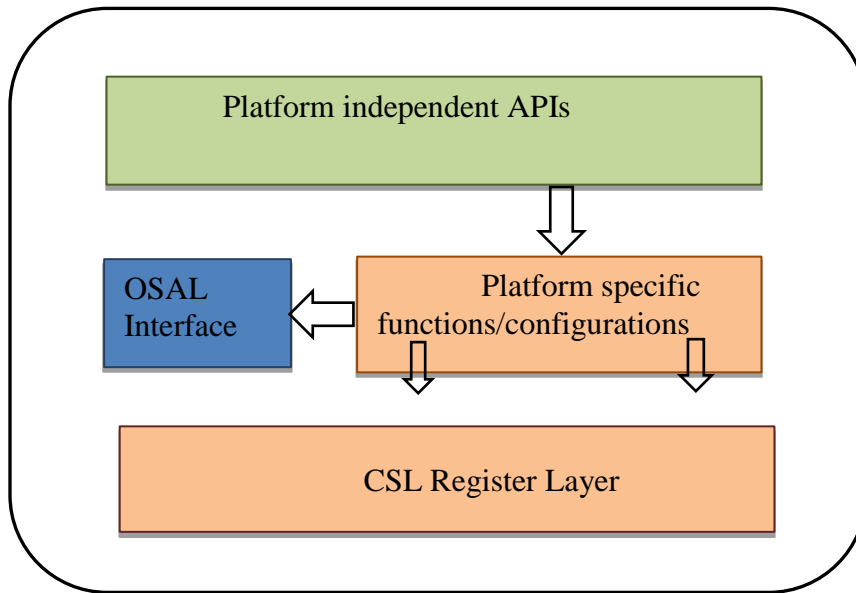 Platform independent APIs
OSAL
Interface
Platform specific
functions/configurations
CSL Register Layer